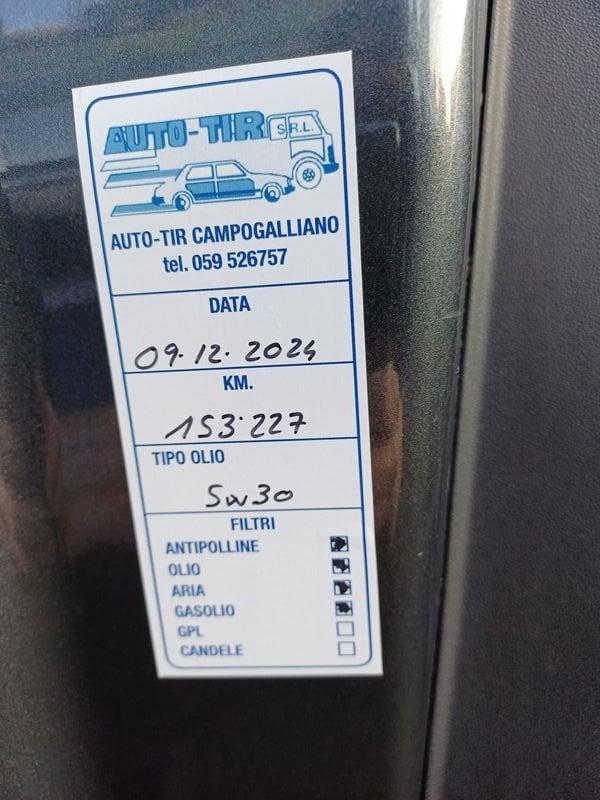 AUTO-TIR S.R.L.
AUTO-TIR CAMPOGALLIANO
tel. 059 526757
DATA
09.12.2024
KM.
153.227
TIPO OLIO
5w30
FILTRI
ANTIPOLLINE
OLIO
ARIA
GASOLIO
GPL
CANDELE